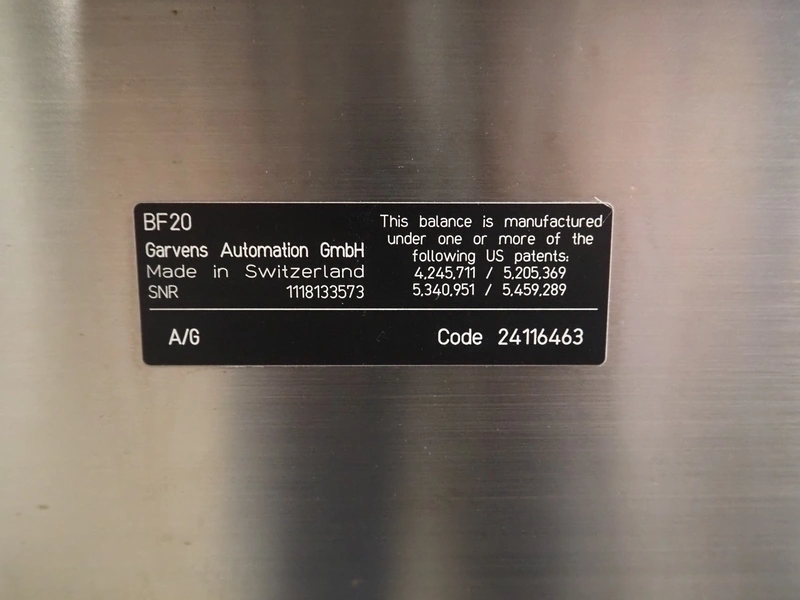 BF20
Garvens Automation GmbH
Made in Switzerland
SNR 1118133573
This balance is manufactured
under one or more of the
following US patents:
4,245,711 / 5,205,369
5,340,951 / 5,459,289
A/G Code 24116463